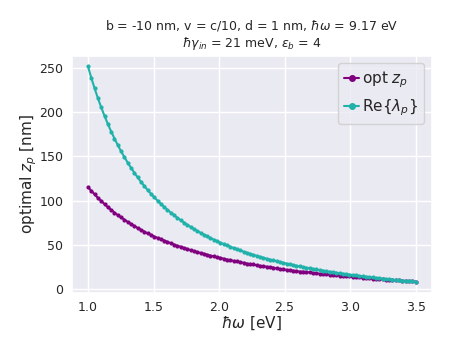 b = -10 nm, v = c/10, d = 1 nm, ħω = 9.17 eV
ħγ_in = 21 meV, ε_b = 4
optimal z_p [nm]
250
200
150
100
50
0
opt z_p
Re{λ_p}
1.0 1.5 2.0 2.5 3.0 3.5
ħω [eV]